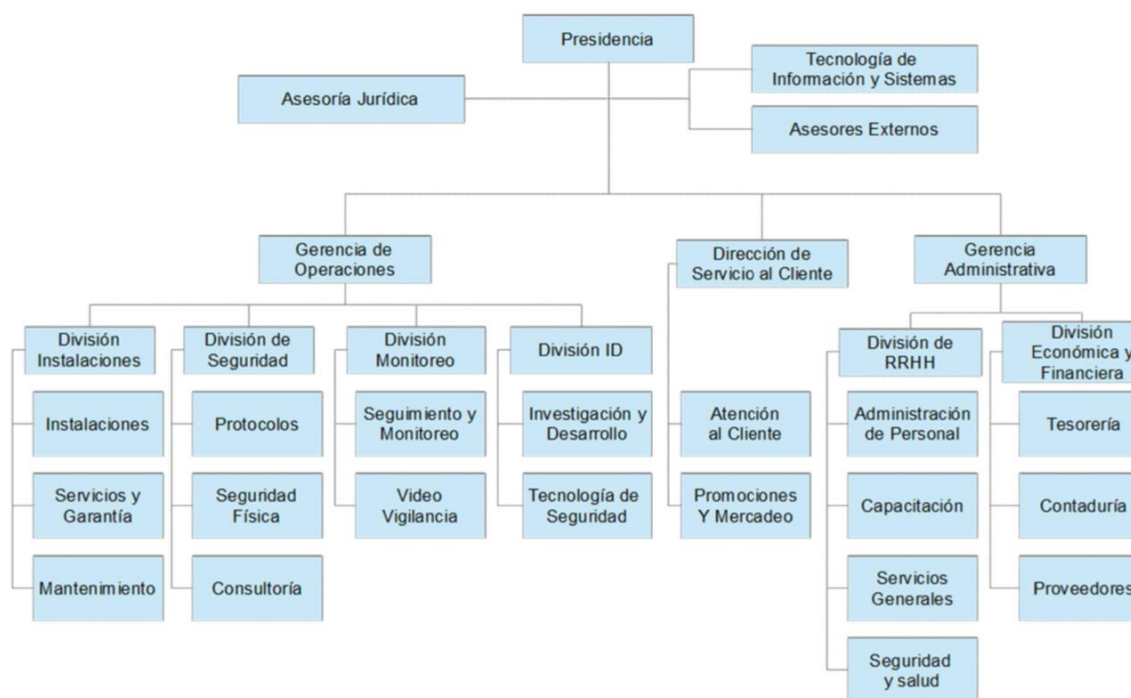 Presidencia
Tecnología de
Información y Sistemas
Asesoría Jurídica
Asesores Externos
Gerencia de
Operaciones
Dirección de
Servicio al Cliente
Gerencia
Administrativa
División
Instalaciones
División de
Seguridad
División
Monitoreo
División ID
División de
RRHH
División
Económica y
Financiera
Instalaciones
Protocolos
Seguimiento y
Monitoreo
Investigación y
Desarrollo
Atención
al Cliente
Administración
de Personal
Tesorería
Servicios y
Garantía
Seguridad
Física
Video
Vigilancia
Tecnología de
Seguridad
Promociones
Y Mercadeo
Capacitación
Contaduría
Mantenimiento
Consultoría
Servicios
Generales
Proveedores
Seguridad
y salud